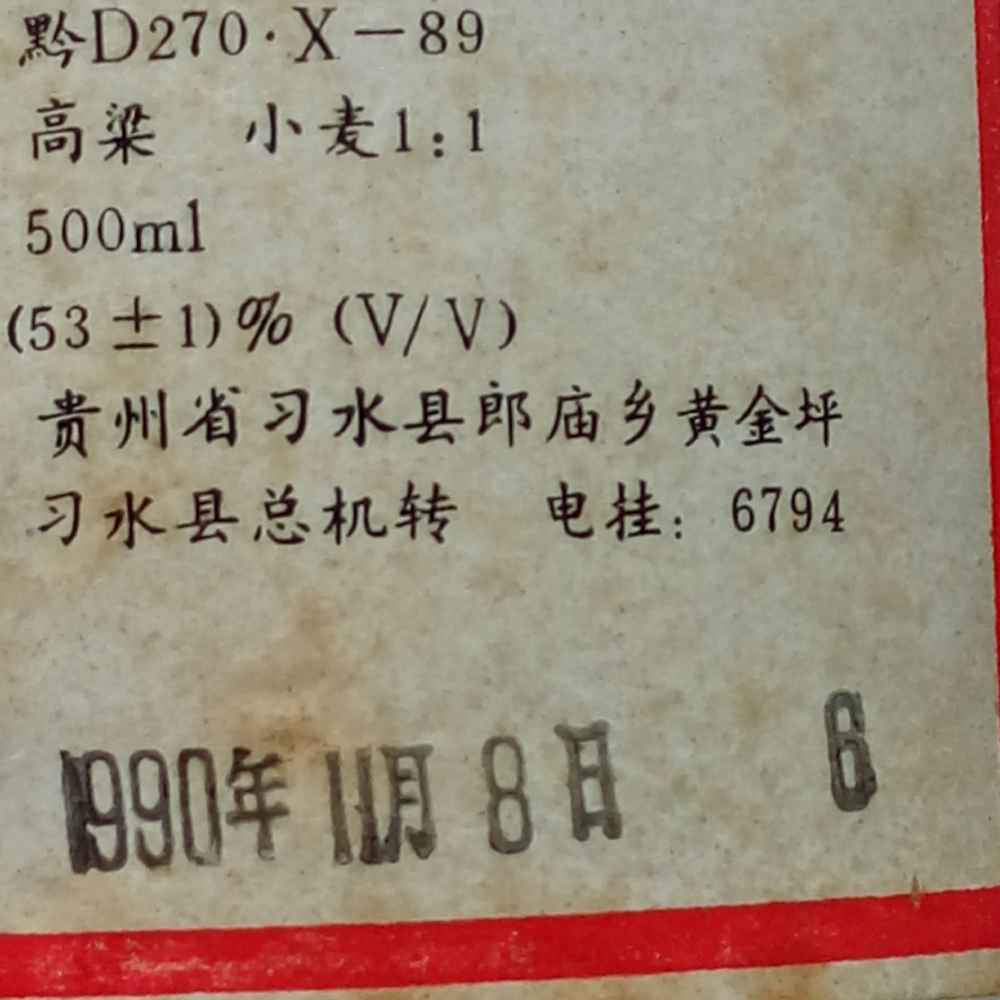 黔D270·X－89
高梁　小麦1:1
500ml
(53±1)%（V/V）
贵州省习水县郎庙乡黄金坪
习水县总机转　电挂：6794
1990年11月8日　6